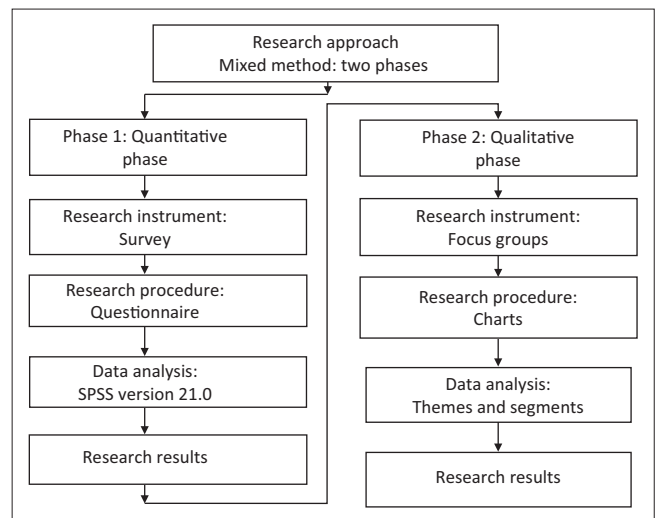 Research approach
Mixed method: two phases
Phase 1: Quantitative
phase
Research instrument:
Survey
Research procedure:
Questionnaire
Data analysis:
SPSS version 21.0
Research results
Phase 2: Qualitative
phase
Research instrument:
Focus groups
Research procedure:
Charts
Data analysis:
Themes and segments
Research results